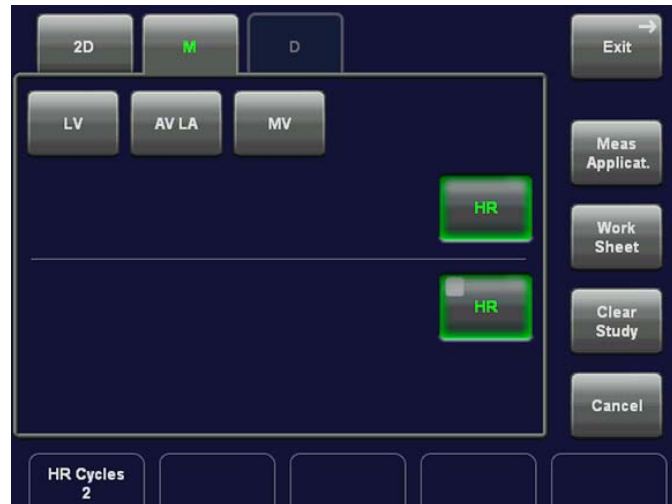 2D
M
D
Exit
LV
AV LA
MV
Meas
Applicat.
HR
Work
Sheet
HR
Clear
Study
Cancel
HR Cycles
2